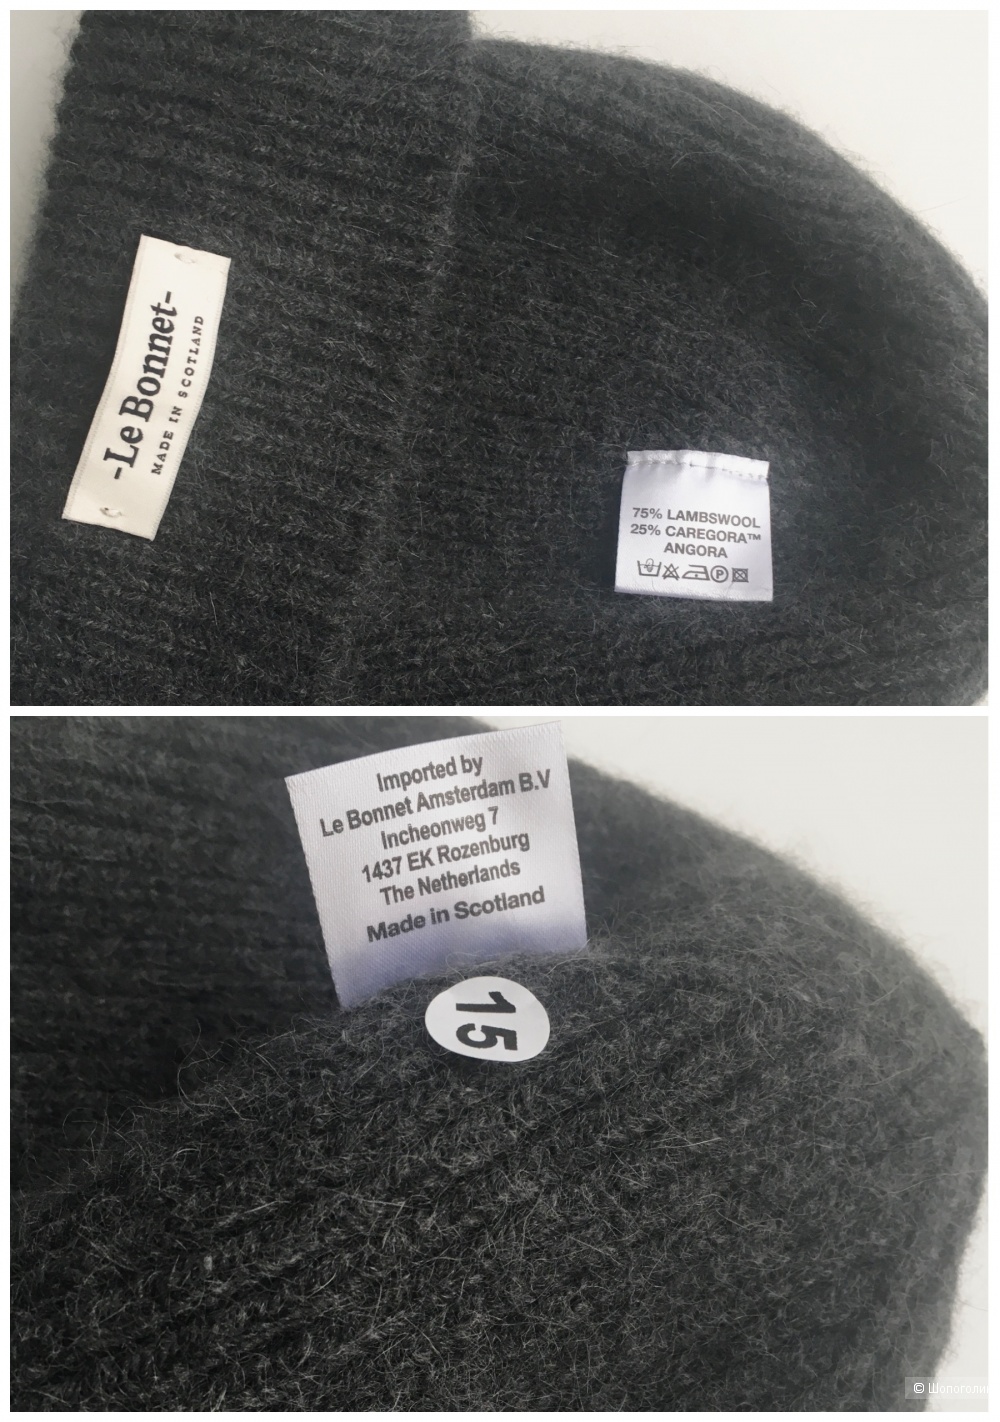 -Le Bonnet-
MADE IN SCOTLAND
75% LAMBSWOOL
25% CAREGORA™
ANGORA
Imported by
Le Bonnet Amsterdam B.V
Incheonweg 7
1437 EK Rozenburg
The Netherlands
Made in Scotland
15